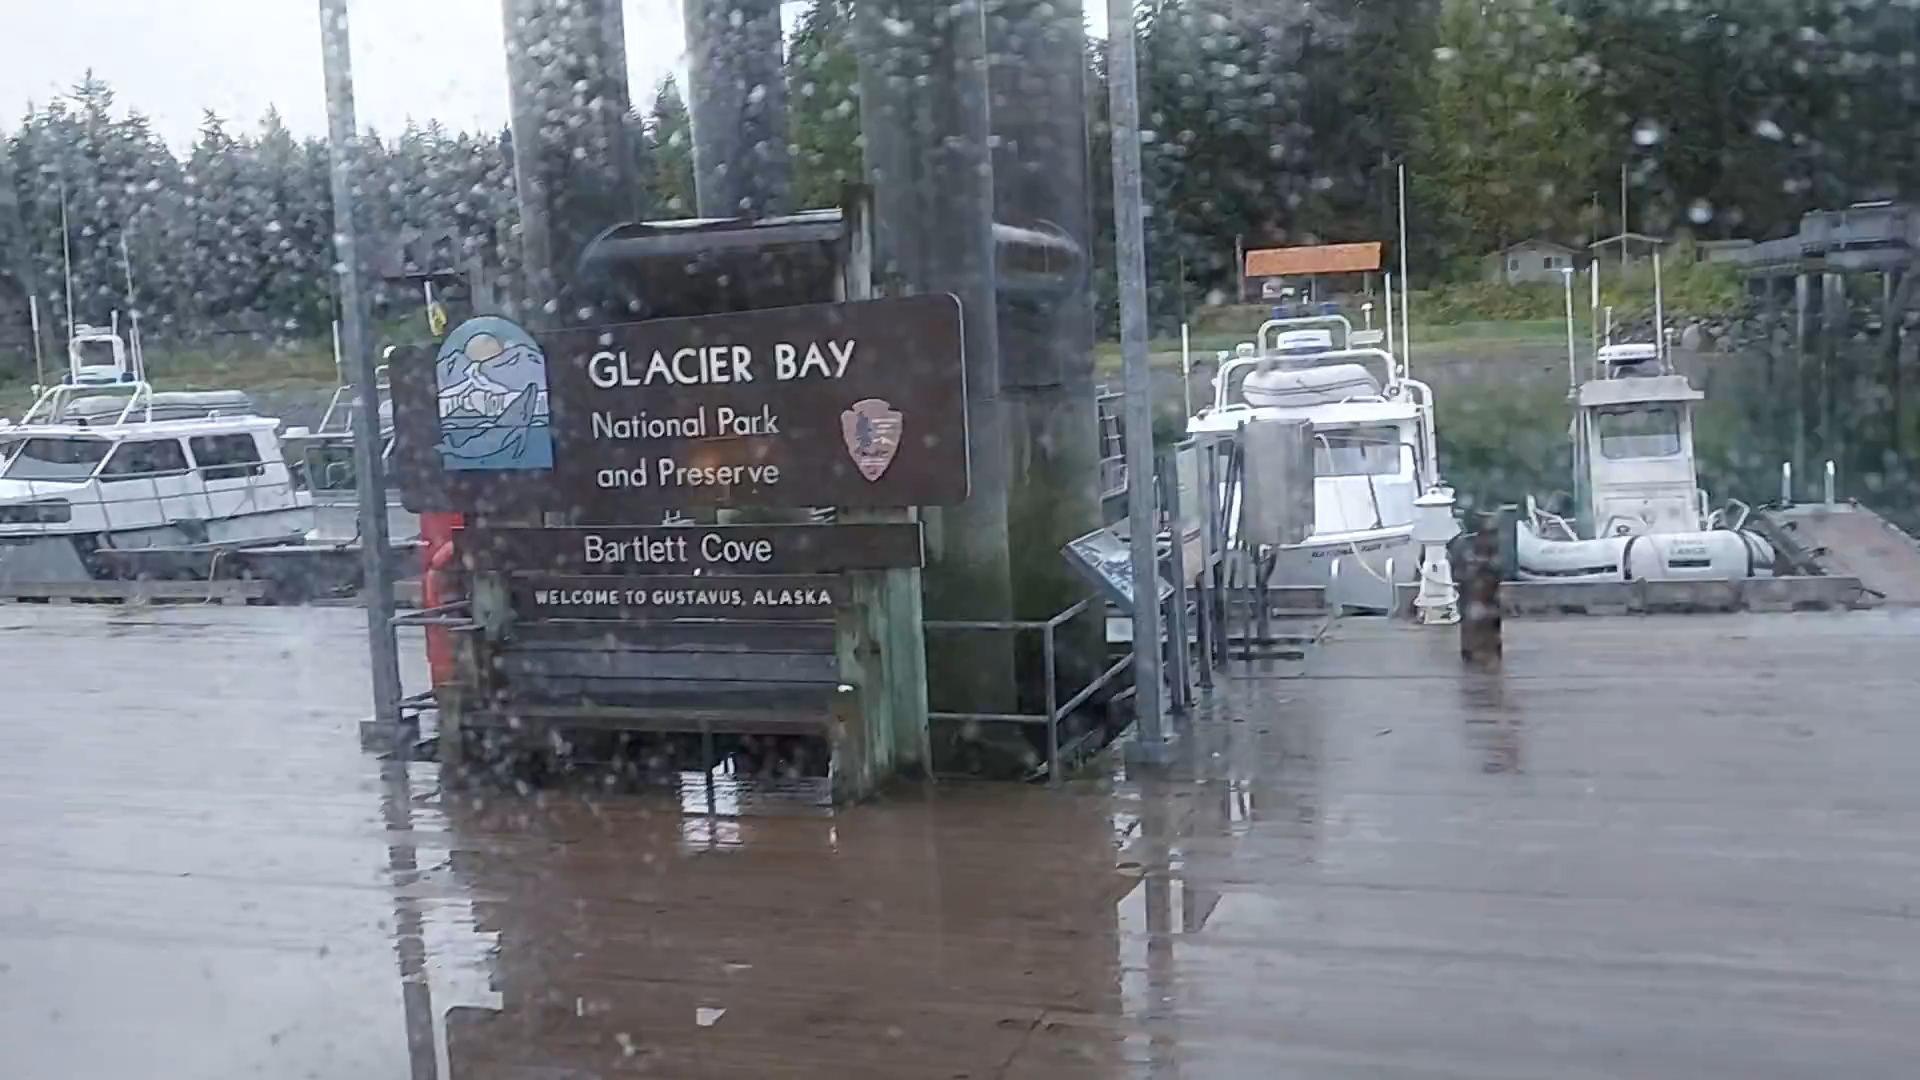 GLACIER BAY
National Park
and Preserve
Bartlett Cove
WELCOME TO GUSTAVUS, ALASKA